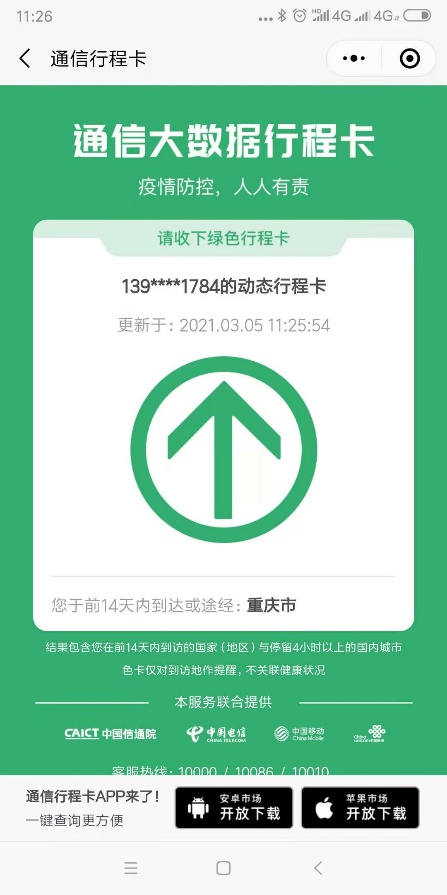 11:26
HD 4G 4G
通信行程卡
通信大数据行程卡
疫情防控，人人有责
请收下绿色行程卡
139****1784的动态行程卡
更新于: 2021.03.05 11:25:54
您于前14天内到达或途经: 重庆市
结果包含您在前14天内到访的国家（地区）与停留4小时以上的国内城市
色卡仅对到访地作提醒，不关联健康状况
本服务联合提供
CAICT 中国信通院 中国电信 CHINA TELECOM 中国移动 China Mobile
客服热线: 10000 / 10086 / 10010
通信行程卡APP来了！
一键查询更方便
安卓市场
开放下载
苹果市场
开放下载